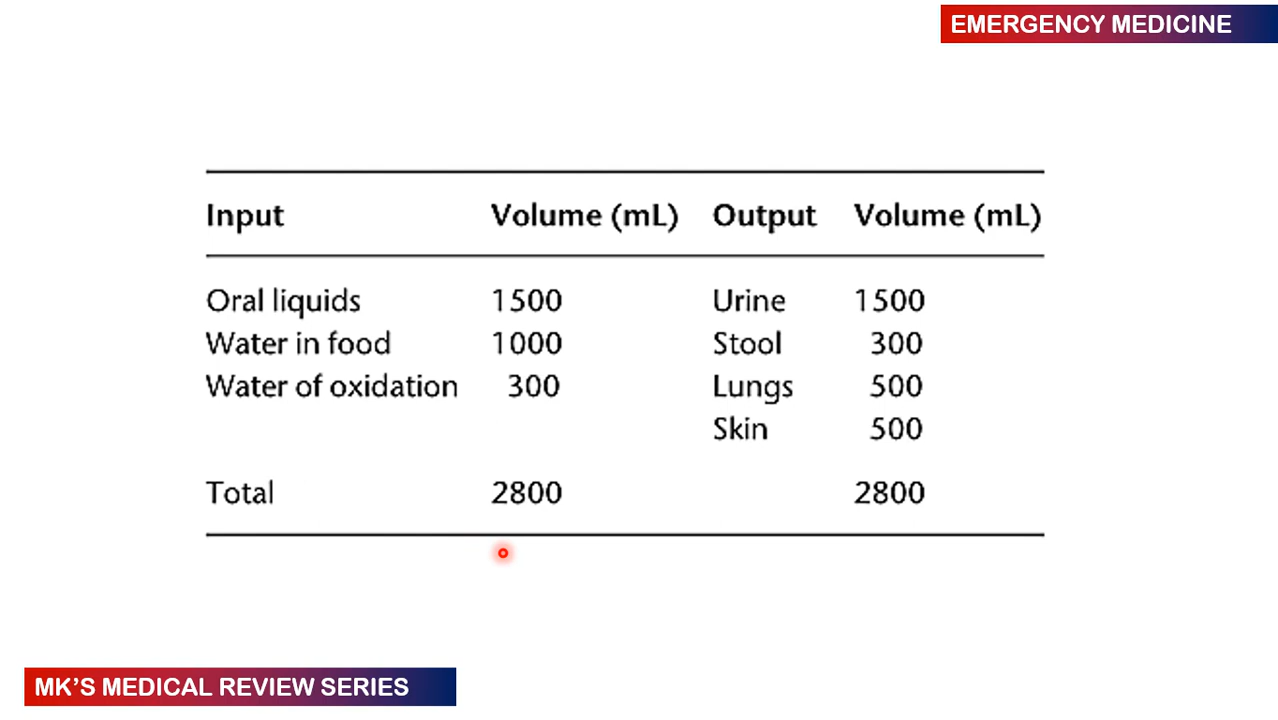 EMERGENCY MEDICINE
Input Volume (mL) Output Volume (mL)
Oral liquids 1500 Urine 1500
Water in food 1000 Stool 300
Water of oxidation 300 Lungs 500
Skin 500
Total 2800 2800
MK'S MEDICAL REVIEW SERIES